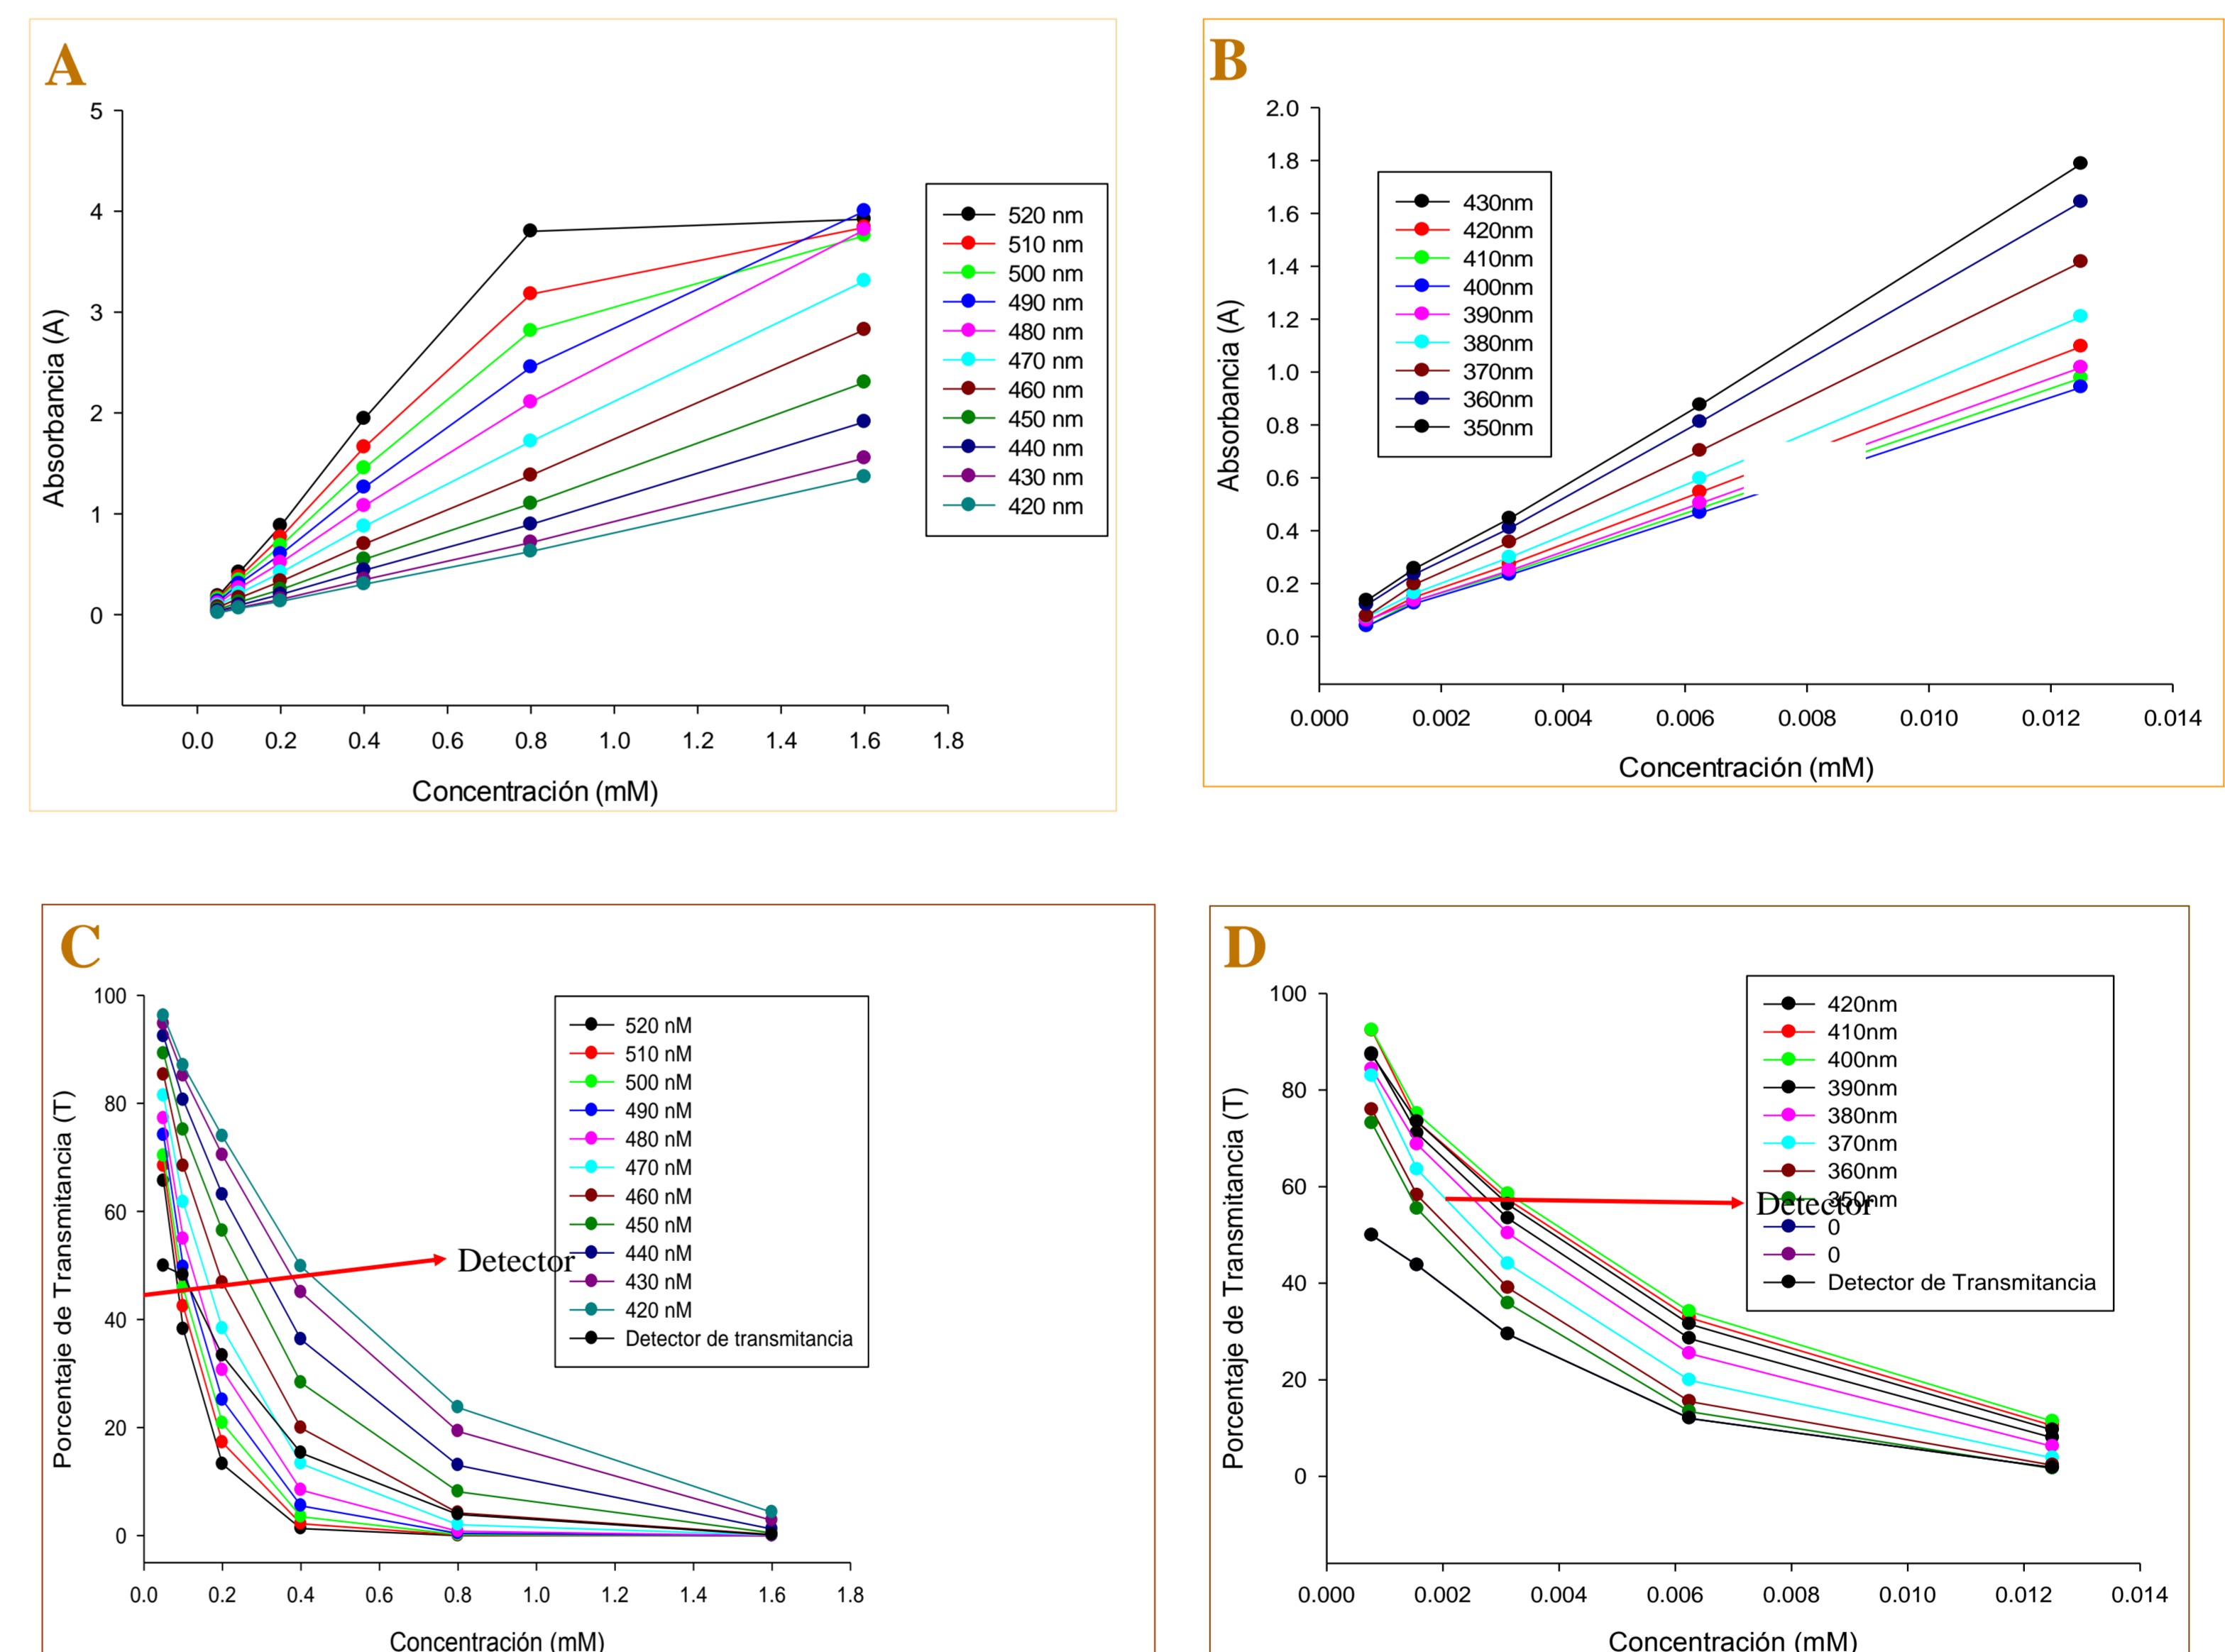 A
5
4
3
2
1
0
Absorbancia (A)
0.0 0.2 0.4 0.6 0.8 1.0 1.2 1.4 1.6 1.8
Concentración (mM)
520 nm
510 nm
500 nm
490 nm
480 nm
470 nm
460 nm
450 nm
440 nm
430 nm
420 nm
B
2.0
1.8
1.6
1.4
1.2
1.0
0.8
0.6
0.4
0.2
0.0
Absorbancia (A)
0.000 0.002 0.004 0.006 0.008 0.010 0.012 0.014
Concentración (mM)
430nm
420nm
410nm
400nm
390nm
380nm
370nm
360nm
350nm
C
100
80
60
40
20
0
Porcentaje de Transmitancia (T)
0.0 0.2 0.4 0.6 0.8 1.0 1.2 1.4 1.6 1.8
Concentración (mM)
520 nM
510 nM
500 nM
490 nM
480 nM
470 nM
460 nM
450 nM
440 nM
430 nM
420 nM
Detector de transmitancia
Detector
D
100
80
60
40
20
0
Porcentaje de Transmitancia (T)
0.000 0.002 0.004 0.006 0.008 0.010 0.012 0.014
Concentración (mM)
420nm
410nm
400nm
390nm
380nm
370nm
360nm
350nm
0
0
Detector de Transmitancia
Detector